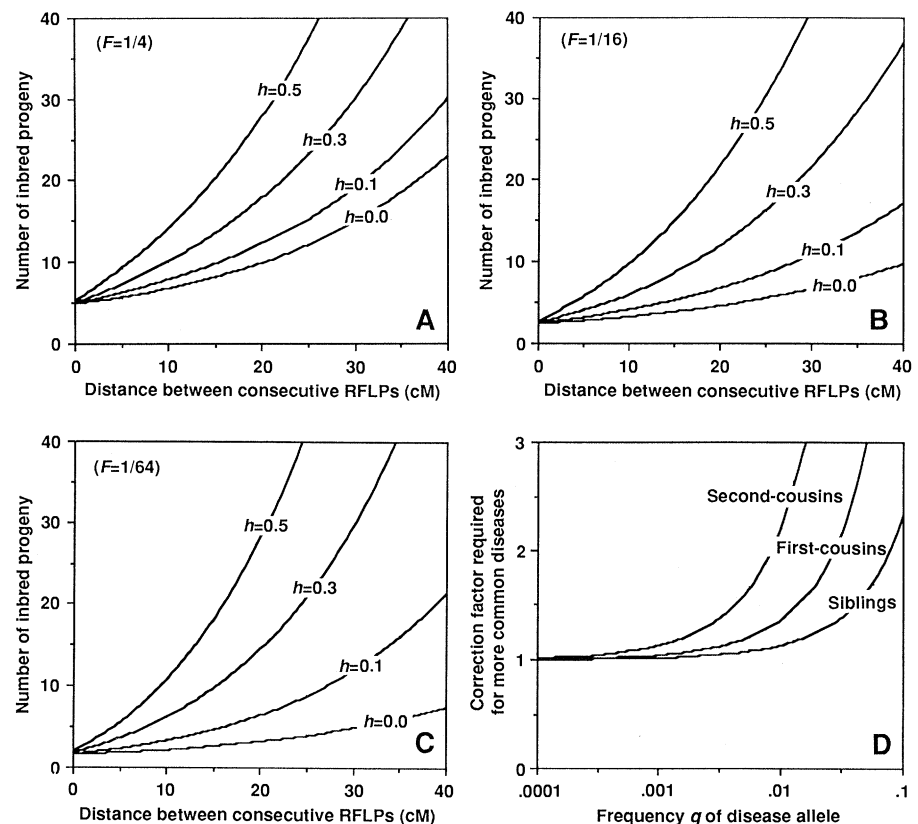 40
30
20
10
0
Number of inbred progeny
(F=1/4)
h=0.5
h=0.3
h=0.1
h=0.0
A
0
10
20
30
40
Distance between consecutive RFLPs (cM)
40
30
20
10
0
Number of inbred progeny
(F=1/16)
h=0.5
h=0.3
h=0.1
h=0.0
B
0
10
20
30
40
Distance between consecutive RFLPs (cM)
40
30
20
10
0
Number of inbred progeny
(F=1/64)
h=0.5
h=0.3
h=0.1
h=0.0
C
0
10
20
30
40
Distance between consecutive RFLPs (cM)
3
2
1
0
Correction factor required
for more common diseases
Second-cousins
First-cousins
Siblings
D
.0001
.001
.01
.1
Frequency q of disease allele